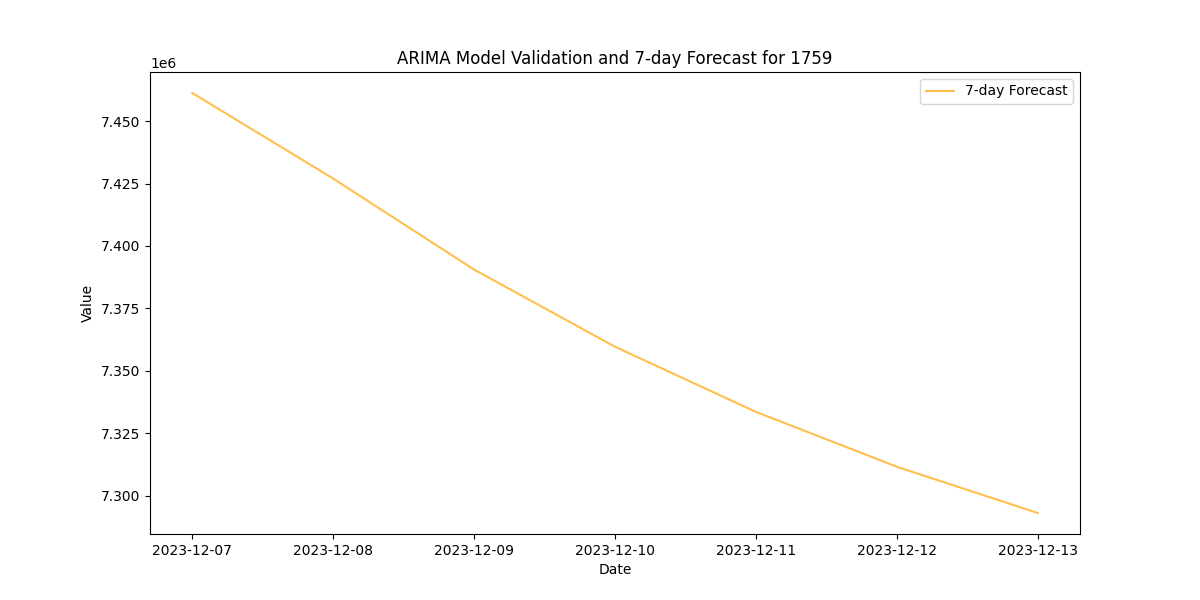 ARIMA Model Validation and 7-day Forecast for 1759
1e6
7-day Forecast
7.450
7.425
7.400
7.375
7.350
7.325
7.300
Value
2023-12-07 2023-12-08 2023-12-09 2023-12-10 2023-12-11 2023-12-12 2023-12-13
Date